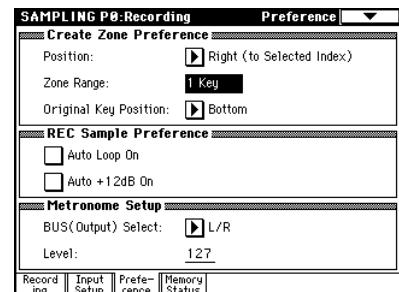 SAMPLING P0:Recording Preference
Create Zone Preference
Position: Right (to Selected Index)
Zone Range: 1 Key
Original Key Position: Bottom
REC Sample Preference
Auto Loop On
Auto +12dB On
Metronome Setup
BUS(Output) Select: L/R
Level: 127
Record Input Prefe- Memory
ing Setup rence Status